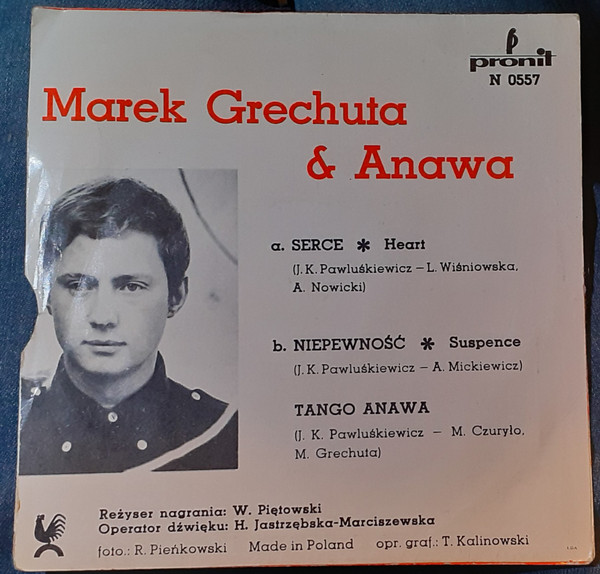 pronit
N 0557
Marek Grechuta
& Anawa
a. SERCE * Heart
(J. K. Pawluśkiewicz – L. Wiśniowska,
A. Nowicki)
b. NIEPEWNOŚĆ * Suspence
(J. K. Pawluśkiewicz – A. Mickiewicz)
TANGO ANAWA
(J. K. Pawluśkiewicz – M. Czuryło,
M. Grechuta)
Reżyser nagrania: W. Piętowski
Operator dźwięku: H. Jastrzębska-Marciszewska
foto.: R. Pieńkowski Made in Poland opr. graf.: T. Kalinowski